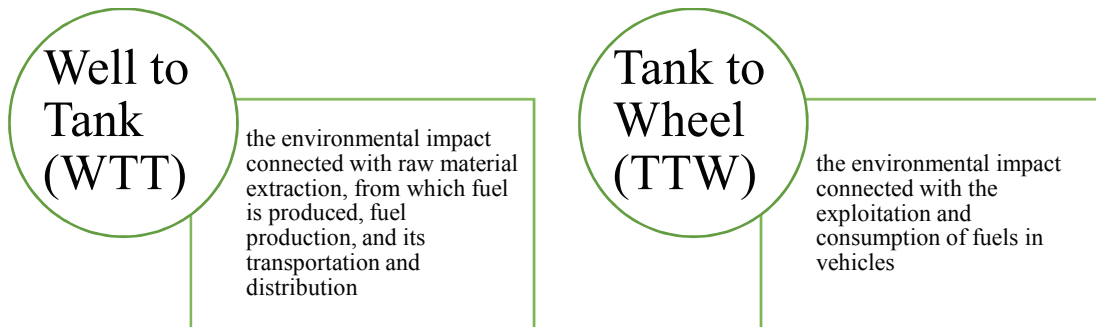 Well to
Tank
(WTT)
the environmental impact
connected with raw material
extraction, from which fuel
is produced, fuel
production, and its
transportation and
distribution
Tank to
Wheel
(TTW)
the environmental impact
connected with the
exploitation and
consumption of fuels in
vehicles